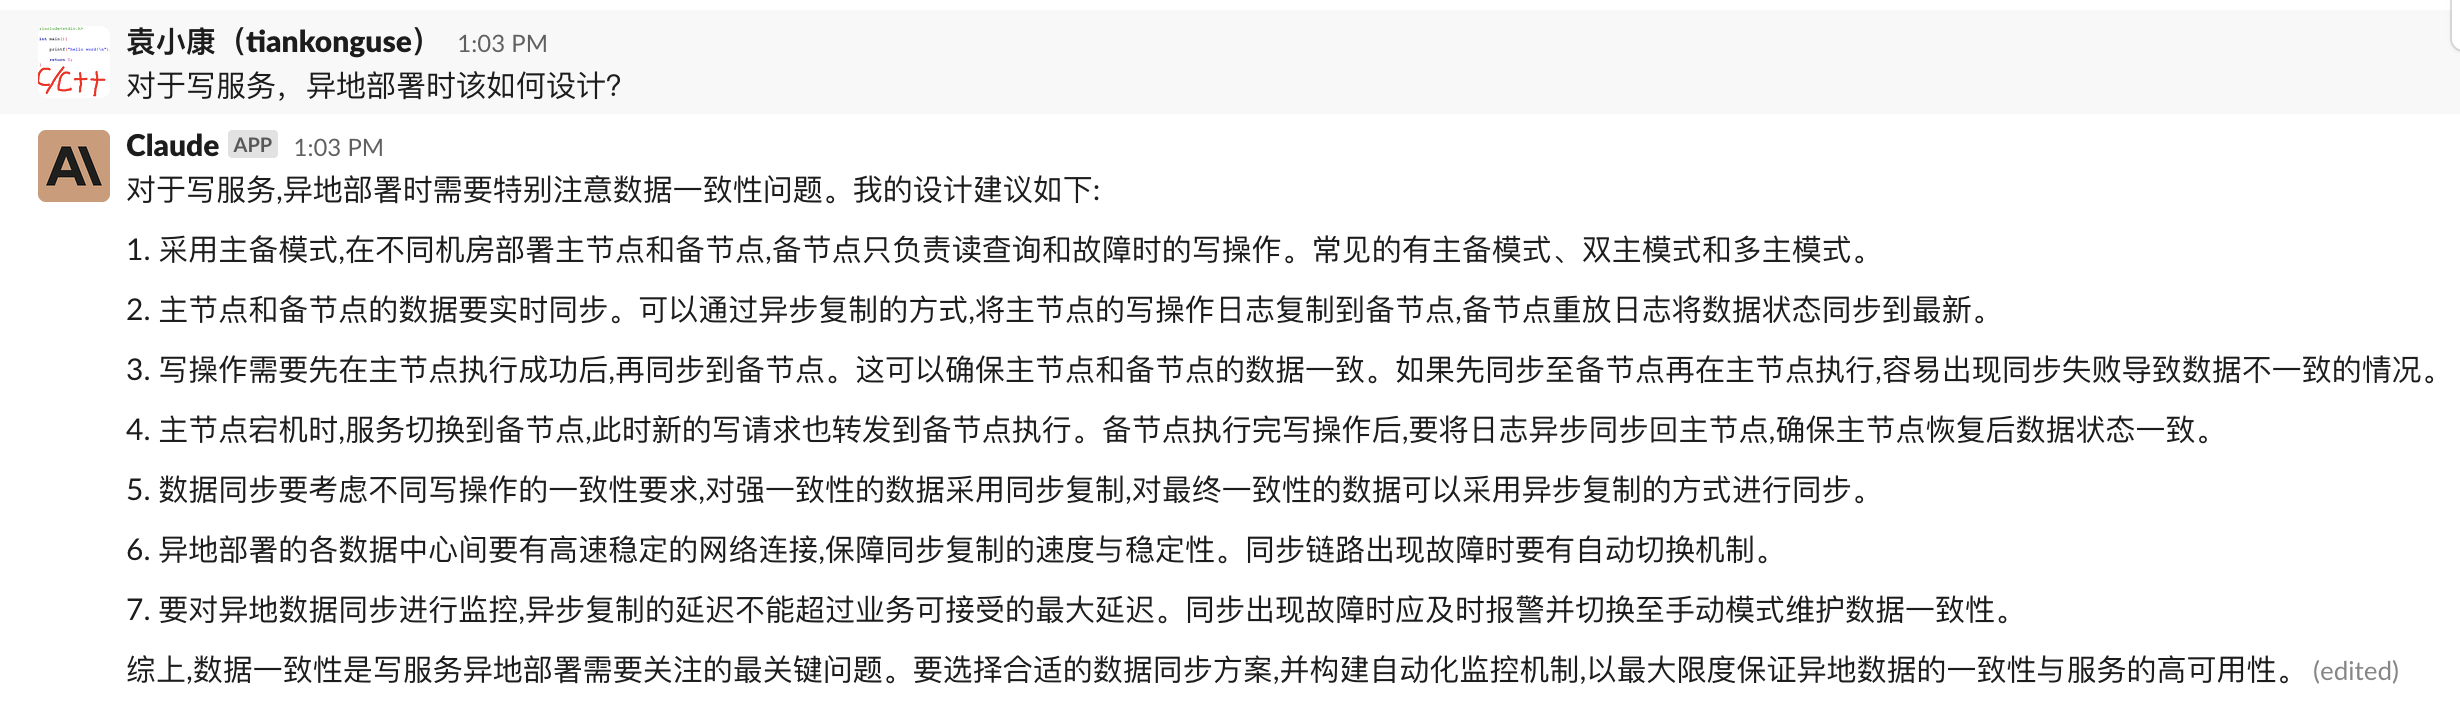 #include<stdio.h>
int main(){
printf("hello word!\n");
return 0;
C/C++
袁小康（tiankonguse） 1:03 PM
对于写服务，异地部署时该如何设计?
Claude APP 1:03 PM
对于写服务,异地部署时需要特别注意数据一致性问题。我的设计建议如下:
1. 采用主备模式,在不同机房部署主节点和备节点,备节点只负责读查询和故障时的写操作。常见的有主备模式、双主模式和多主模式。
2. 主节点和备节点的数据要实时同步。可以通过异步复制的方式,将主节点的写操作日志复制到备节点,备节点重放日志将数据状态同步到最新。
3. 写操作需要先在主节点执行成功后,再同步到备节点。这可以确保主节点和备节点的数据一致。如果先同步至备节点再在主节点执行,容易出现同步失败导致数据不一致的情况。
4. 主节点宕机时,服务切换到备节点,此时新的写请求也转发到备节点执行。备节点执行完写操作后,要将日志异步同步回主节点,确保主节点恢复后数据状态一致。
5. 数据同步要考虑不同写操作的一致性要求,对强一致性的数据采用同步复制,对最终一致性的数据可以采用异步复制的方式进行同步。
6. 异地部署的各数据中心间要有高速稳定的网络连接,保障同步复制的速度与稳定性。同步链路出现故障时要有自动切换机制。
7. 要对异地数据同步进行监控,异步复制的延迟不能超过业务可接受的最大延迟。同步出现故障时应及时报警并切换至手动模式维护数据一致性。
综上,数据一致性是写服务异地部署需要关注的最关键问题。要选择合适的数据同步方案,并构建自动化监控机制,以最大限度保证异地数据的一致性与服务的高可用性。 (edited)